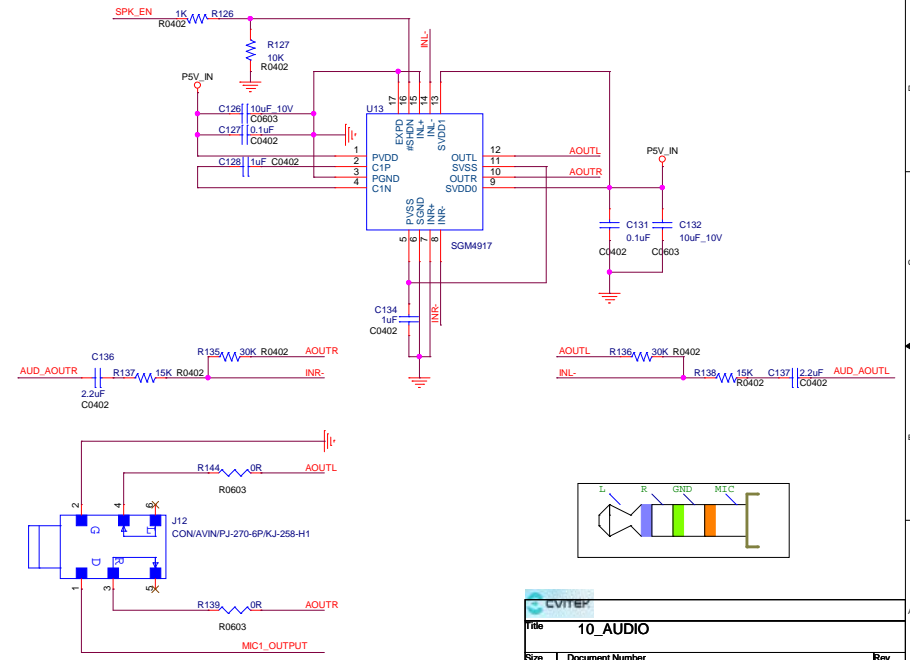 SPK_EN
1K R126
R0402
R127
10K
R0402
INL-
P5V_IN
U13
C126 10uF_10V
C0603
C127 0.1uF
C0402
C128 1uF C0402
17 16 15 14 13
EXPD
#SHDN
INL+
INL-
SVDD1
1 PVDD
2 C1P
3 PGND
4 C1N
OUTL 12 AOUTL
SVSS 11
OUTR 10 AOUTR
SVDD0 9
P5V_IN
PVSS
SGND
INR+
INR-
5 6 7 8
SGM4917
C131
0.1uF
C0402
C132
10uF_10V
C0603
C134
1uF
C0402
INR-
R135 30K R0402 AOUTR
C136
AUD_AOUTR
R137 15K R0402 INR-
2.2uF
C0402
AOUTL R136 30K R0402
INL-
R138 15K
R0402
C137 2.2uF AUD_AOUTL
C0402
R144 0R AOUTL
R0603
2 4 6
J12
CON/AVIN/PJ-270-6P/KJ-258-H1
G L
D R
1 3 5
R139 0R AOUTR
R0603
MIC1_OUTPUT
L R GND MIC
CVITEK
Title
10_AUDIO
Size Document Number Rev
D
C
B
A